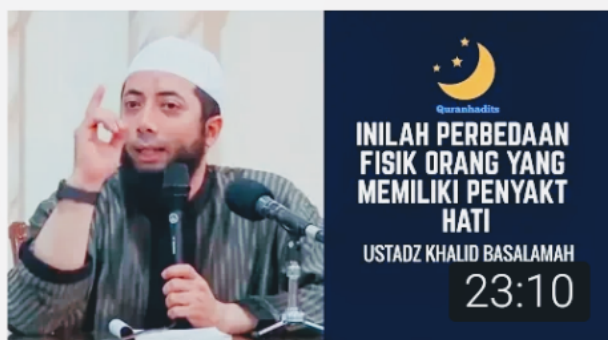 Quranhadits
INILAH PERBEDAAN
FISIK ORANG YANG
MEMILIKI PENYAKT
HATI
USTADZ KHALID BASALAMAH
23:10